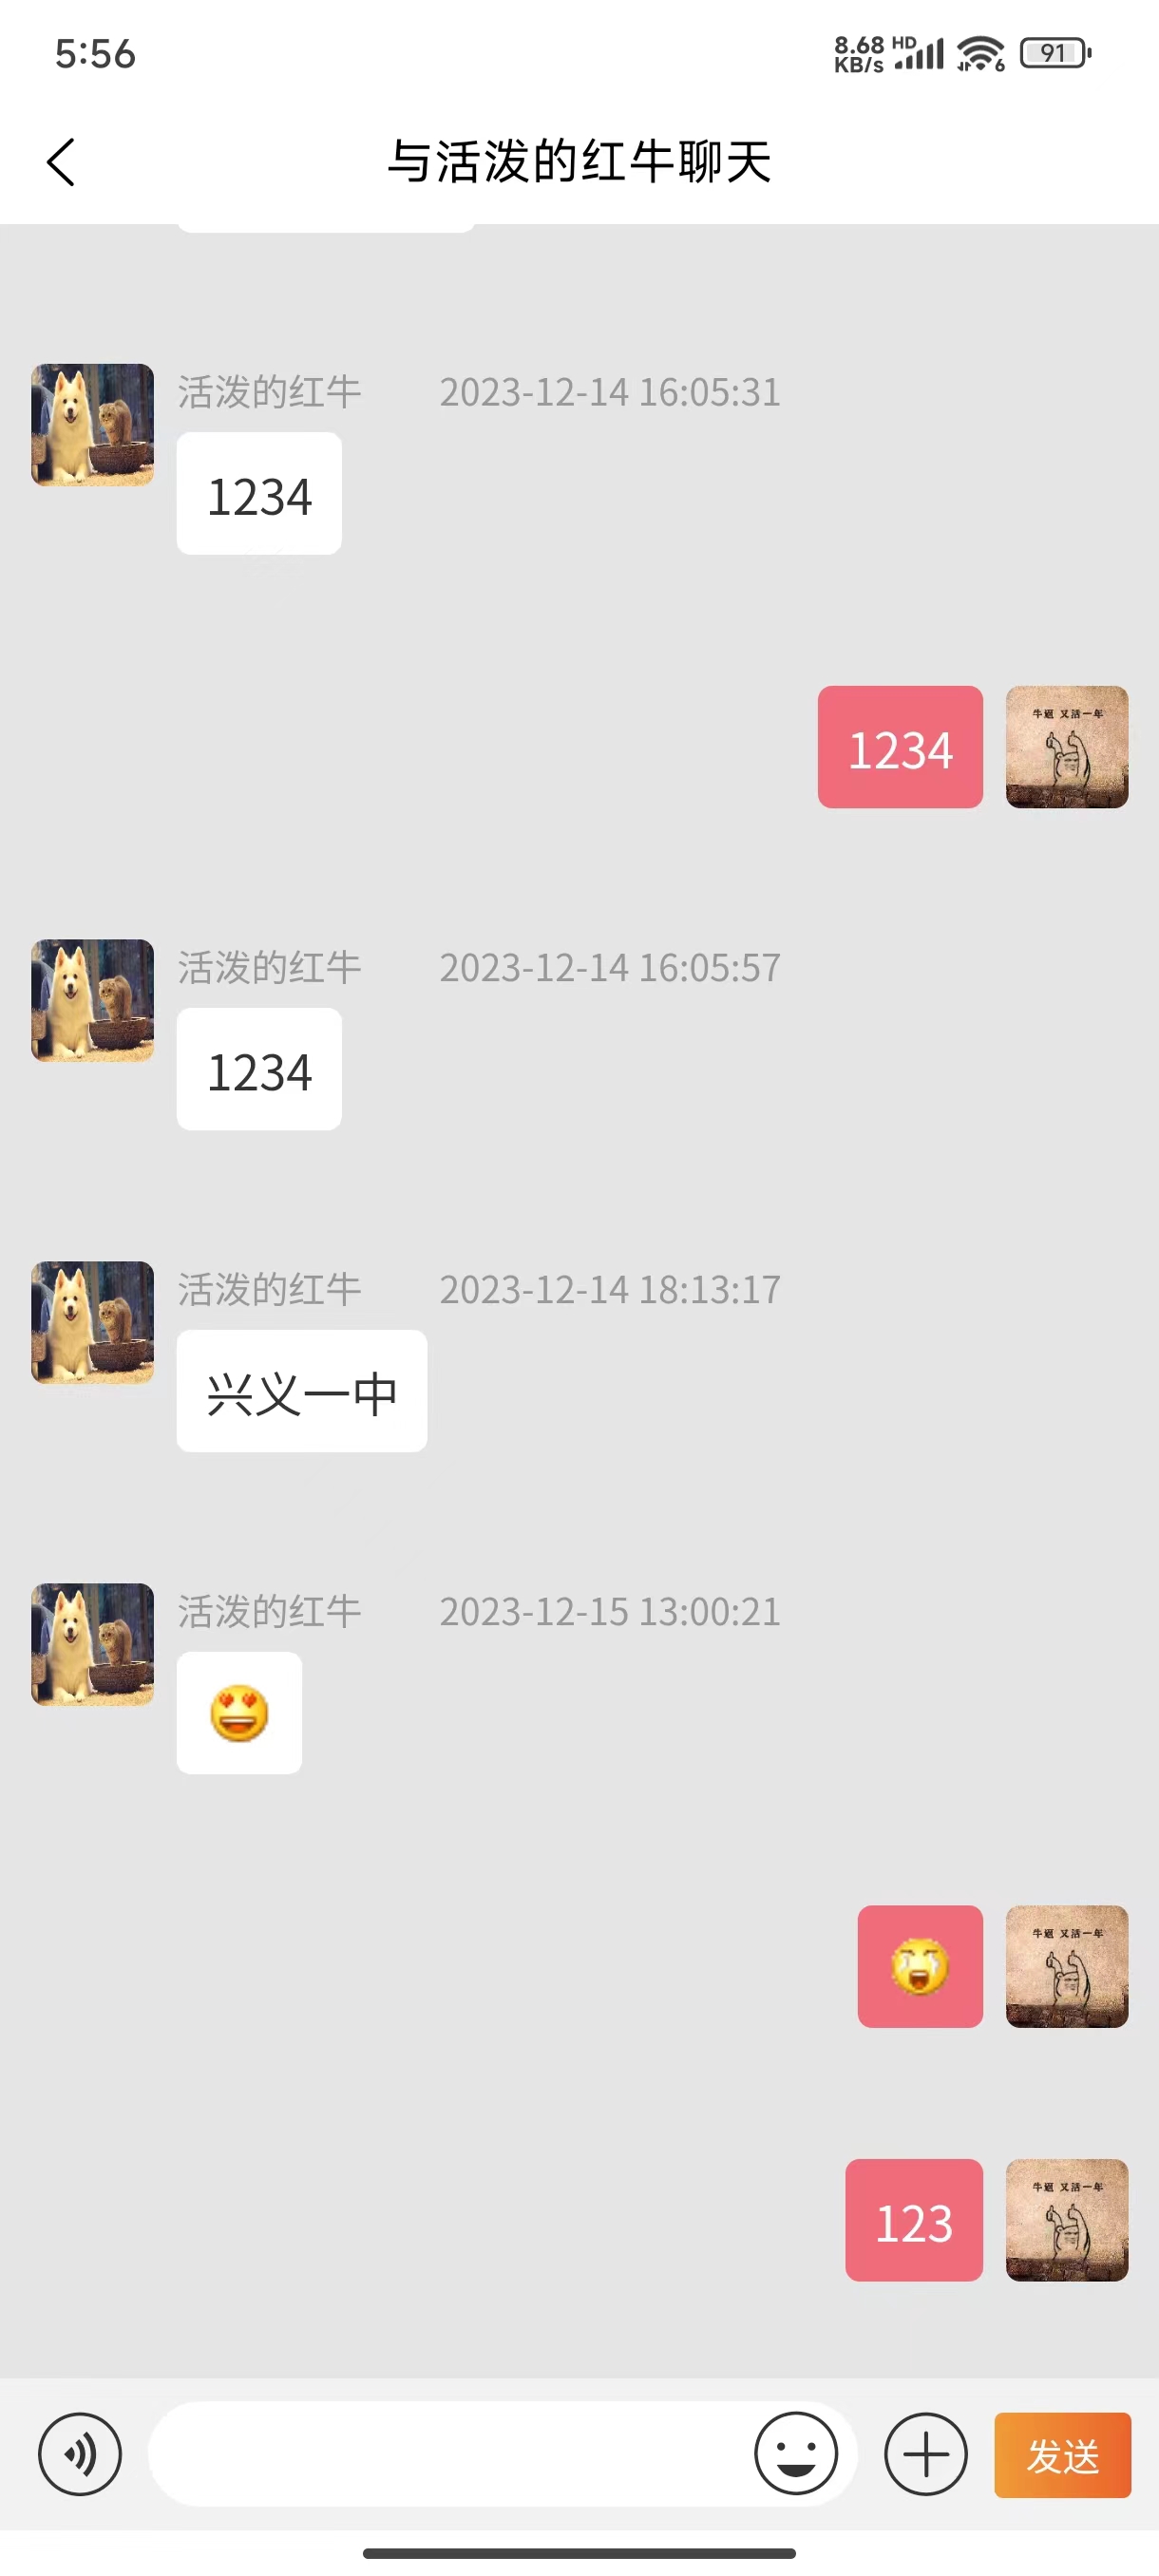 5:56
8.68 KB/s HD 6 91
与活泼的红牛聊天
活泼的红牛 2023-12-14 16:05:31
1234
牛逼 又活一年
1234
活泼的红牛 2023-12-14 16:05:57
1234
活泼的红牛 2023-12-14 18:13:17
兴义一中
活泼的红牛 2023-12-15 13:00:21
😍
牛逼 又活一年
😭
牛逼 又活一年
123
发送